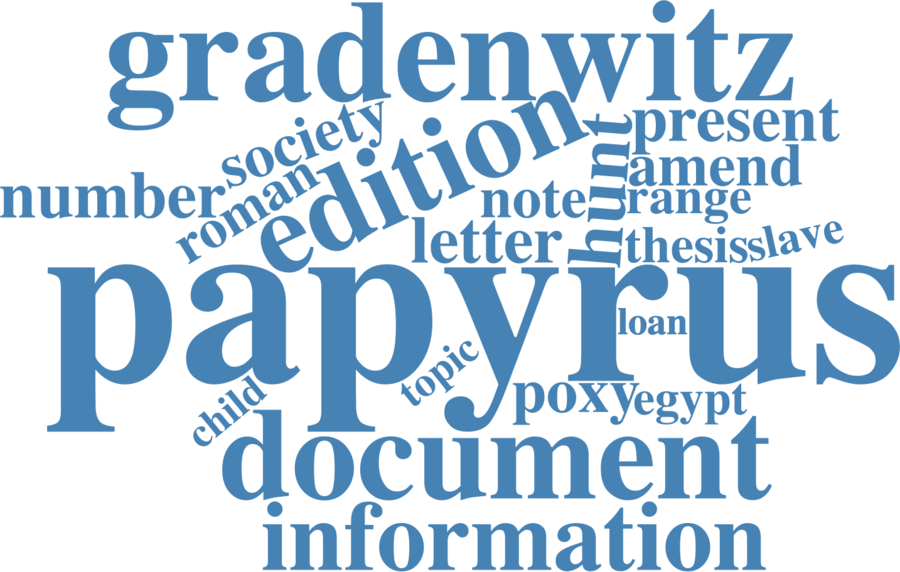 gradenwitz
society
present
edition
hunt
amend
number
roman
note
range
letter
thesis
slave
papyrus
loan
topic
child
poxy
egypt
document
information